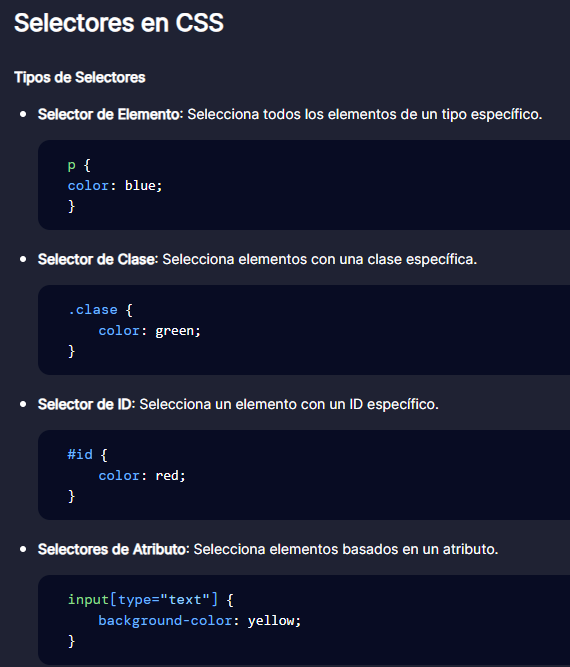 Selectores en CSS
Tipos de Selectores
• Selector de Elemento: Selecciona todos los elementos de un tipo específico.
p {
color: blue;
}
• Selector de Clase: Selecciona elementos con una clase específica.
.clase {
    color: green;
}
• Selector de ID: Selecciona un elemento con un ID específico.
#id {
    color: red;
}
• Selectores de Atributo: Selecciona elementos basados en un atributo.
input[type="text"] {
    background-color: yellow;
}